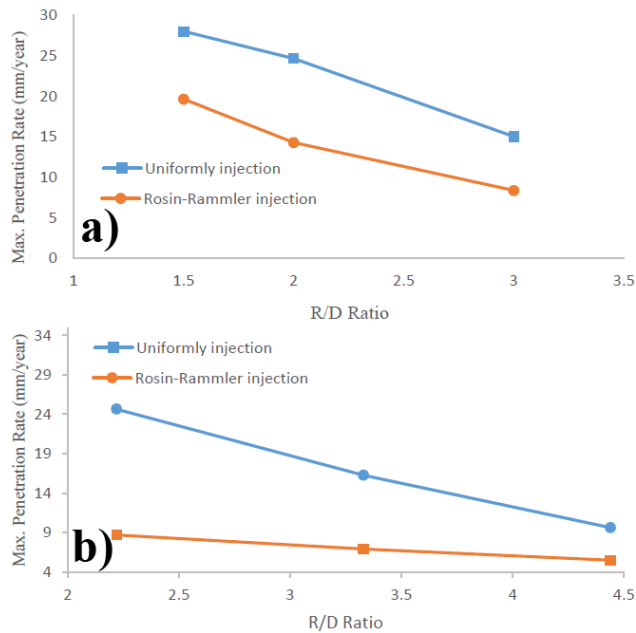 Max. Penetration Rate (mm/year)
30
25
20
15
10
5
0
Uniformly injection
Rosin-Rammler injection
a)
1
1.5
2
2.5
3
3.5
R/D Ratio
Max. Penetration Rate (mm/year)
34
29
24
19
14
9
4
Uniformly injection
Rosin-Rammler injection
b)
2
2.5
3
3.5
4
4.5
R/D Ratio